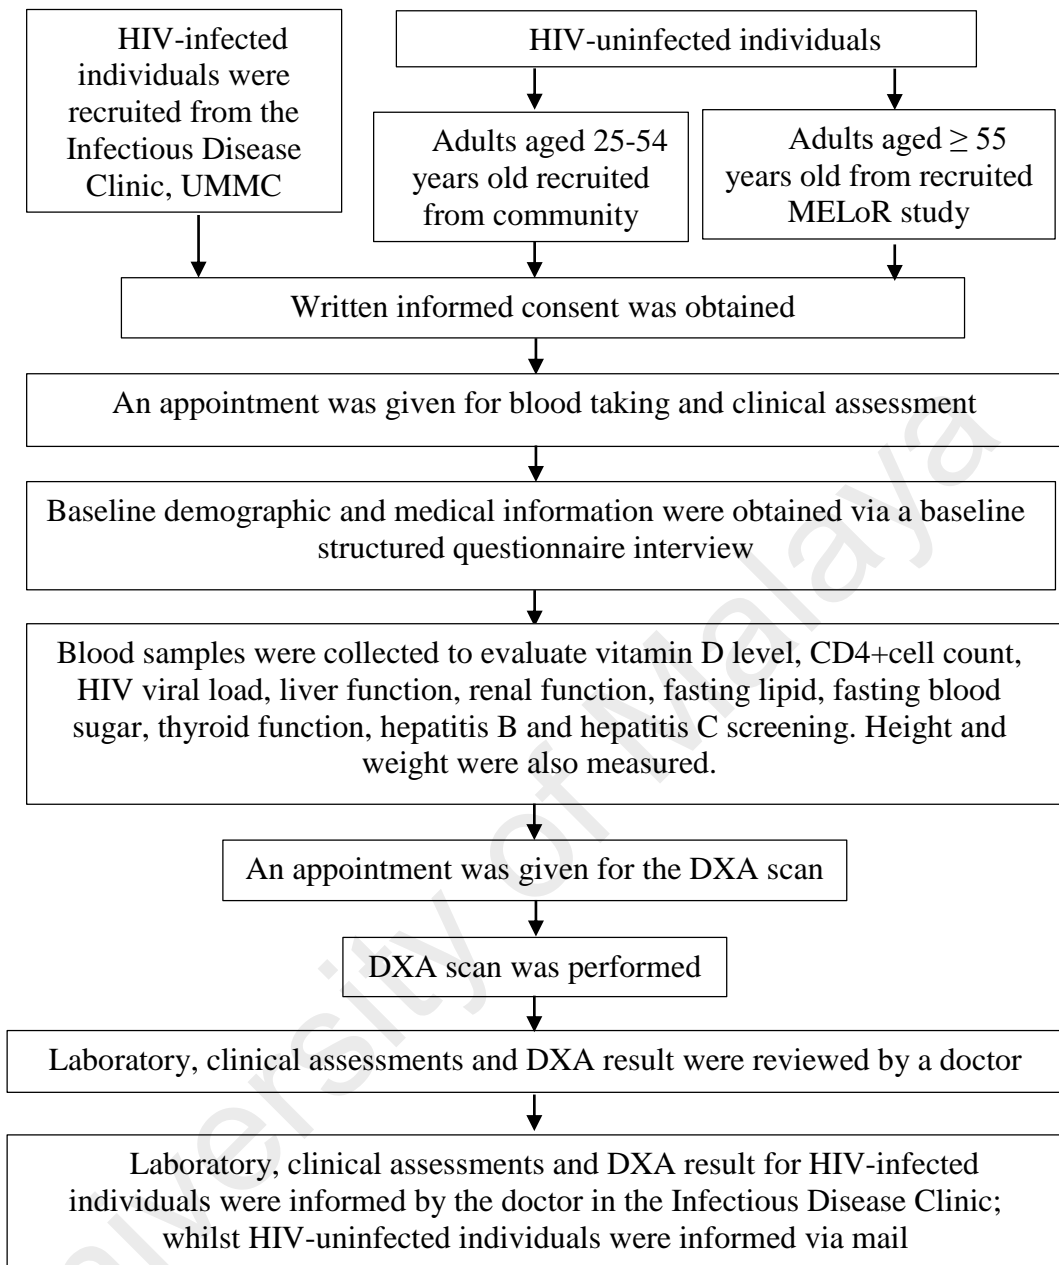 HIV-infected
individuals were
recruited from the
Infectious Disease
Clinic, UMMC
HIV-uninfected individuals
Adults aged 25-54
years old recruited
from community
Adults aged ≥ 55
years old from recruited
MELoR study
Written informed consent was obtained
An appointment was given for blood taking and clinical assessment
Baseline demographic and medical information were obtained via a baseline
structured questionnaire interview
Blood samples were collected to evaluate vitamin D level, CD4+cell count,
HIV viral load, liver function, renal function, fasting lipid, fasting blood
sugar, thyroid function, hepatitis B and hepatitis C screening. Height and
weight were also measured.
An appointment was given for the DXA scan
DXA scan was performed
Laboratory, clinical assessments and DXA result were reviewed by a doctor
Laboratory, clinical assessments and DXA result for HIV-infected
individuals were informed by the doctor in the Infectious Disease Clinic;
whilst HIV-uninfected individuals were informed via mail
niversity of Malaya